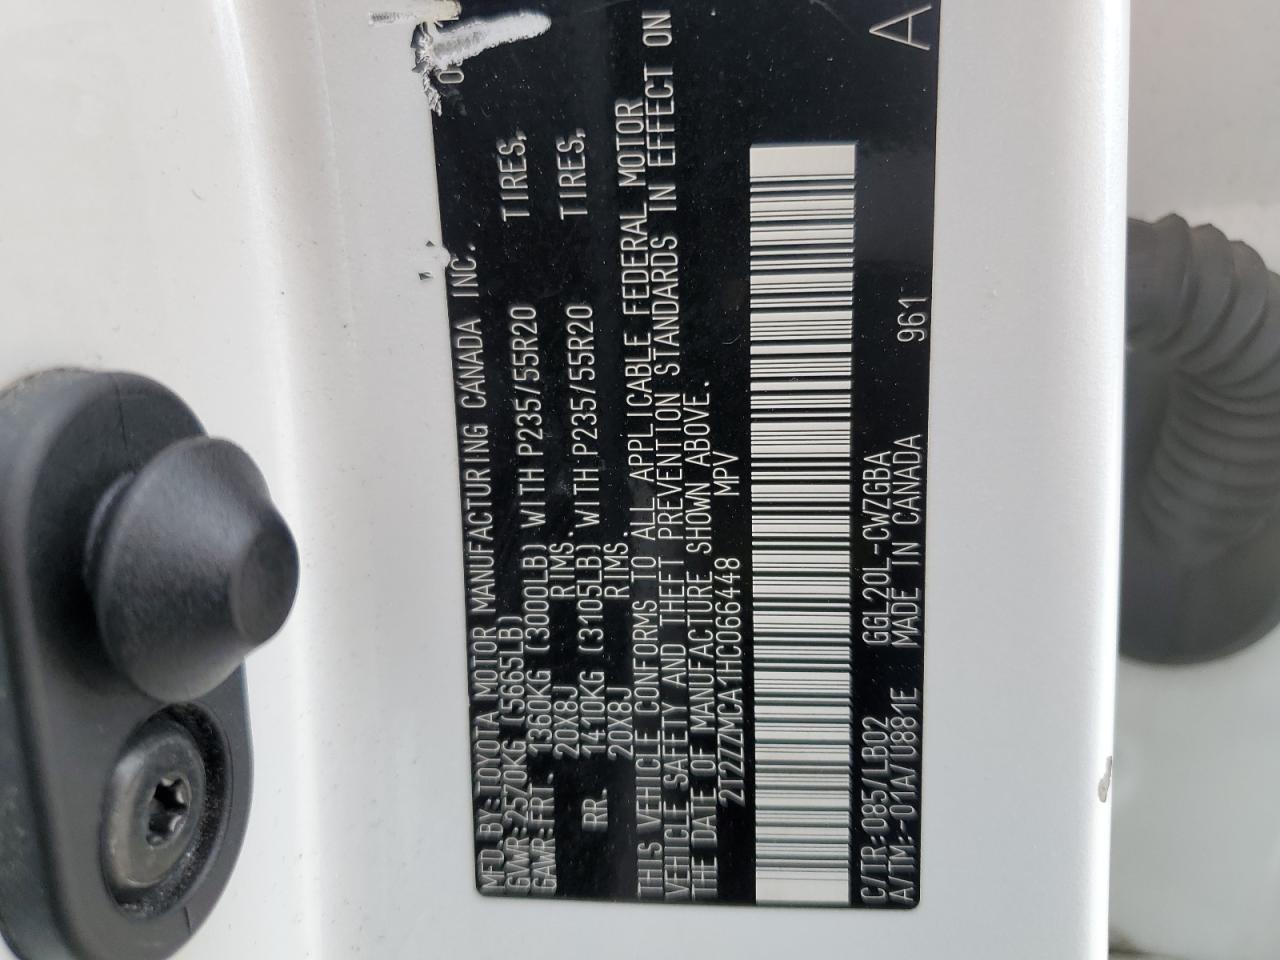 MFD.BY:TOYOTA MOTOR MANUFACTURING CANADA INC.
GVWR:2570KG(5665LB)
GAWR:FRT. 1360KG(3000LB)WITH P235/55R20 TIRES,
20X8J RIMS.
RR. 1410KG(3105LB)WITH P235/55R20 TIRES,
20X8J RIMS.
THIS VEHICLE CONFORMS TO ALL APPLICABLE FEDERAL MOTOR
VEHICLE SAFETY AND THEFT PREVENTION STANDARDS IN EFFECT ON
THE DATE OF MANUFACTURE SHOWN ABOVE.
2T2ZZMCA1HC066448 MPV
C/TR:085/LB02 GGL20L-CWZGBA
A/TM:-01A/U881E MADE IN CANADA 961 A